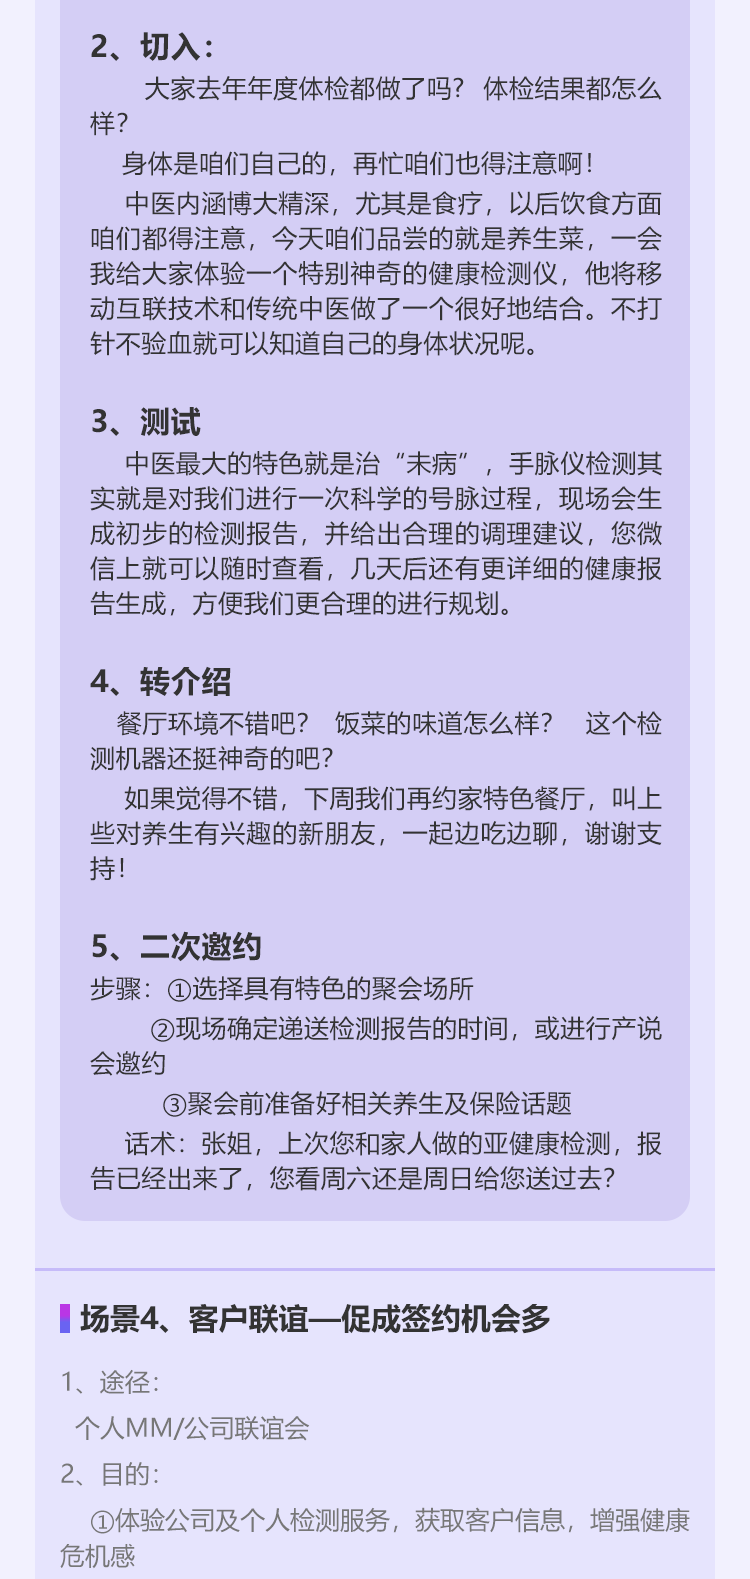 2、切入：
大家去年年度体检都做了吗？ 体检结果都怎么
样？
身体是咱们自己的，再忙咱们也得注意啊！
中医内涵博大精深，尤其是食疗，以后饮食方面
咱们都得注意，今天咱们品尝的就是养生菜，一会
我给大家体验一个特别神奇的健康检测仪，他将移
动互联技术和传统中医做了一个很好地结合。不打
针不验血就可以知道自己的身体状况呢。
3、测试
中医最大的特色就是治“未病”，手脉仪检测其
实就是对我们进行一次科学的号脉过程，现场会生
成初步的检测报告，并给出合理的调理建议，您微
信上就可以随时查看，几天后还有更详细的健康报
告生成，方便我们更合理的进行规划。
4、转介绍
餐厅环境不错吧？ 饭菜的味道怎么样？ 这个检
测机器还挺神奇的吧？
如果觉得不错，下周我们再约家特色餐厅，叫上
些对养生有兴趣的新朋友，一起边吃边聊，谢谢支
持！
5、二次邀约
步骤：①选择具有特色的聚会场所
②现场确定递送检测报告的时间，或进行产说
会邀约
③聚会前准备好相关养生及保险话题
话术：张姐，上次您和家人做的亚健康检测，报
告已经出来了，您看周六还是周日给您送过去？
场景4、客户联谊—促成签约机会多
1、途径：
个人MM/公司联谊会
2、目的：
①体验公司及个人检测服务，获取客户信息，增强健康
危机感